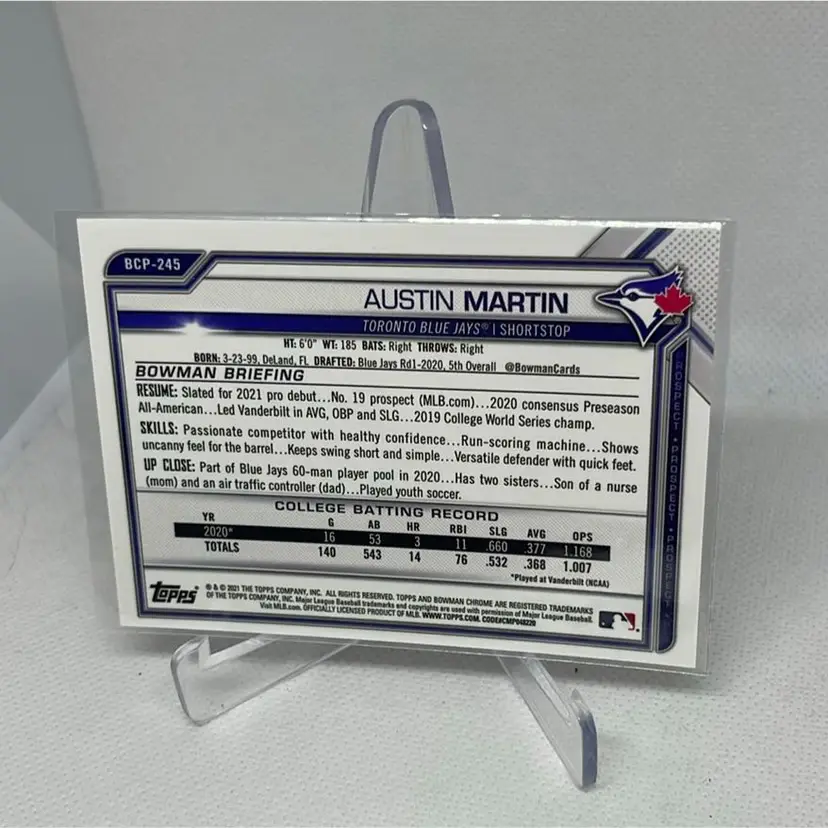 BCP-245
AUSTIN MARTIN
TORONTO BLUE JAYS® | SHORTSTOP
HT: 6'0" WT: 185 BATS: Right THROWS: Right
BORN: 3-23-99, DeLand, FL DRAFTED: Blue Jays Rd1-2020, 5th Overall @BowmanCards
BOWMAN BRIEFING
RESUME: Slated for 2021 pro debut...No. 19 prospect (MLB.com)...2020 consensus Preseason
All-American...Led Vanderbilt in AVG, OBP and SLG...2019 College World Series champ.
SKILLS: Passionate competitor with healthy confidence...Run-scoring machine...Shows
uncanny feel for the barrel...Keeps swing short and simple...Versatile defender with quick feet.
UP CLOSE: Part of Blue Jays 60-man player pool in 2020...Has two sisters...Son of a nurse
(mom) and an air traffic controller (dad)...Played youth soccer.
COLLEGE BATTING RECORD
YR G AB HR RBI SLG AVG OPS
2020* 16 53 3 11 .660 .377 1.168
TOTALS 140 543 14 76 .532 .368 1.007
*Played at Vanderbilt (NCAA)
topps
® & © 2021 THE TOPPS COMPANY, INC. ALL RIGHTS RESERVED. TOPPS AND BOWMAN CHROME ARE REGISTERED TRADEMARKS
OF THE TOPPS COMPANY, INC. Major League Baseball trademarks and copyrights are used with permission of Major League Baseball.
Visit MLB.com. OFFICIALLY LICENSED PRODUCT OF MLB. WWW.TOPPS.COM. CODE#CMP048220
PROSPECT • PROSPECT • PROSPECT